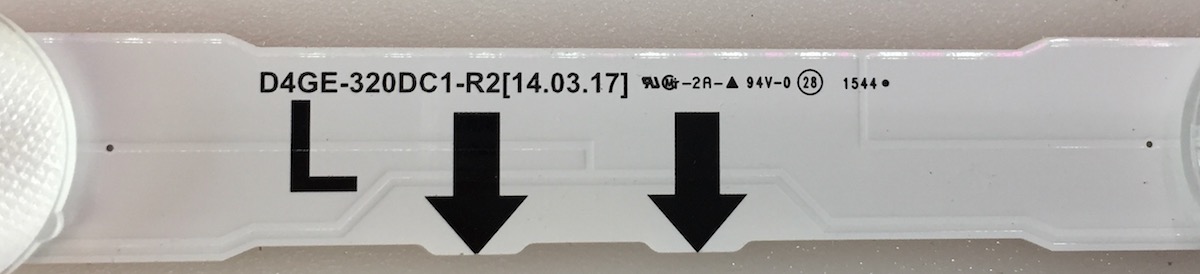 D4GE-320DC1-R2[14.03.17] -2A-▲ 94V-0 28 1544
L